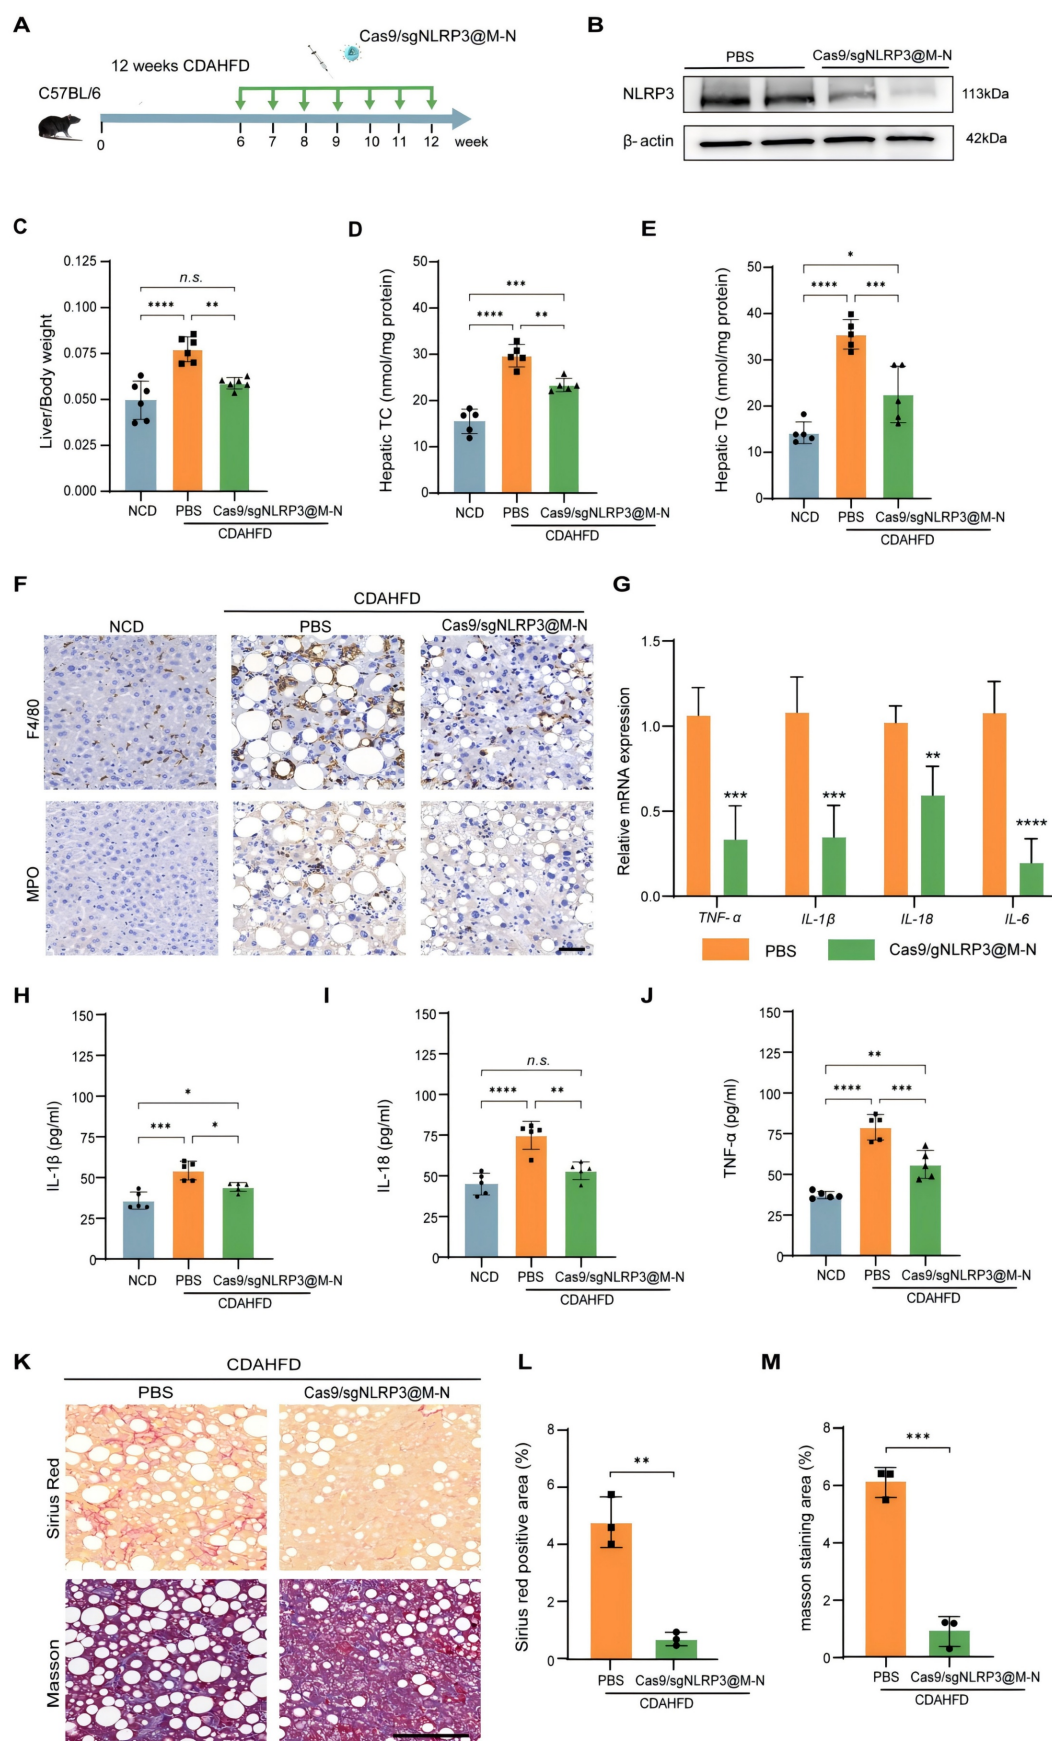 A
Cas9/sgNLRP3@M-N
12 weeks CDAHFD
C57BL/6
0 6 7 8 9 10 11 12 week
B
PBS Cas9/sgNLRP3@M-N
NLRP3 113kDa
β-actin 42kDa
C
Liver/Body weight
0.125
0.100
0.075
0.050
0.025
0.000
n.s.
**** **
NCD PBS Cas9/sgNLRP3@M-N
CDAHFD
D
Hepatic TC (nmol/mg protein)
50
40
30
20
10
0
***
**** **
NCD PBS Cas9/sgNLRP3@M-N
CDAHFD
E
Hepatic TG (nmol/mg protein)
50
40
30
20
10
0
*
**** ***
NCD PBS Cas9/sgNLRP3@M-N
CDAHFD
F
CDAHFD
NCD PBS Cas9/sgNLRP3@M-N
F4/80
MPO
G
Relative mRNA expression
1.5
1.0
0.5
0.0
*** *** ** ****
TNF-α IL-1β IL-18 IL-6
PBS Cas9/gNLRP3@M-N
H
IL-1β (pg/ml)
150
125
100
75
50
25
0
*
*** *
NCD PBS Cas9/sgNLRP3@M-N
CDAHFD
I
IL-18 (pg/ml)
150
125
100
75
50
25
0
n.s.
**** **
NCD PBS Cas9/sgNLRP3@M-N
CDAHFD
J
TNF-α (pg/ml)
150
125
100
75
50
25
0
**
**** ***
NCD PBS Cas9/sgNLRP3@M-N
CDAHFD
K
CDAHFD
PBS Cas9/sgNLRP3@M-N
Sirius Red
Masson
L
Sirius red positive area (%)
8
6
4
2
0
**
PBS Cas9/sgNLRP3@M-N
CDAHFD
M
masson staining area (%)
8
6
4
2
0
***
PBS Cas9/sgNLRP3@M-N
CDAHFD